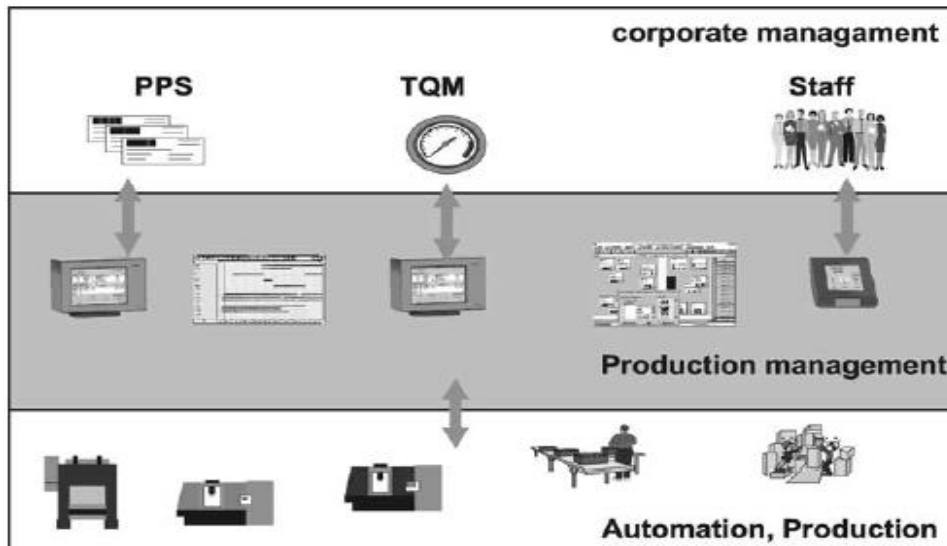 corporate managament
PPS
TQM
Staff
Production management
Automation, Production